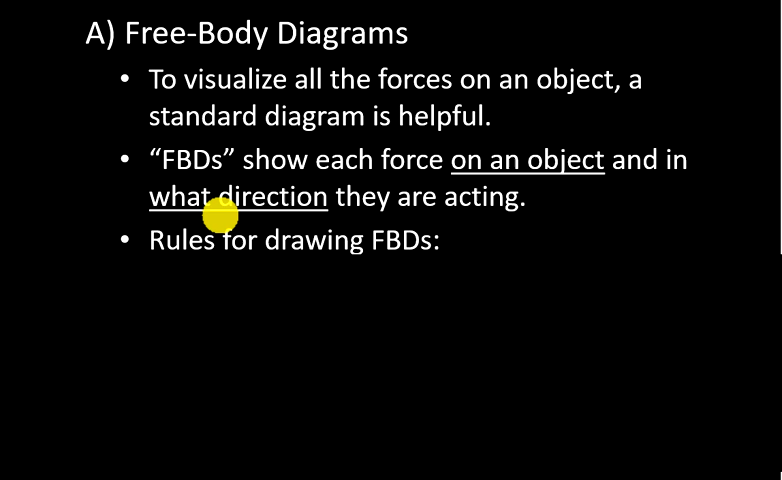 A) Free-Body Diagrams
• To visualize all the forces on an object, a
standard diagram is helpful.
• “FBDs” show each force on an object and in
what direction they are acting.
• Rules for drawing FBDs: